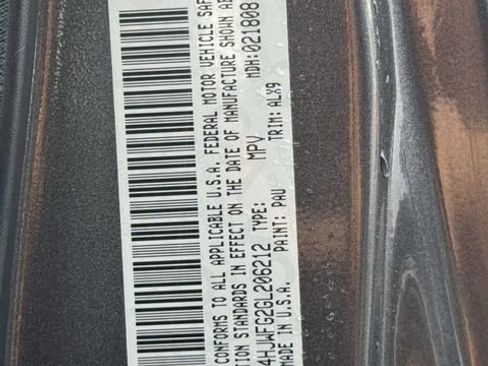 CONFORMS TO ALL APPLICABLE U.S.A. FEDERAL MOTOR VEHICLE SAF
TION STANDARDS IN EFFECT ON THE DATE OF MANUFACTURE SHOWN AB
4HJWFG2GL206212 TYPE: MPV MDH:021808
PAINT: PAU TRIM: ALX9
MADE IN U.S.A.